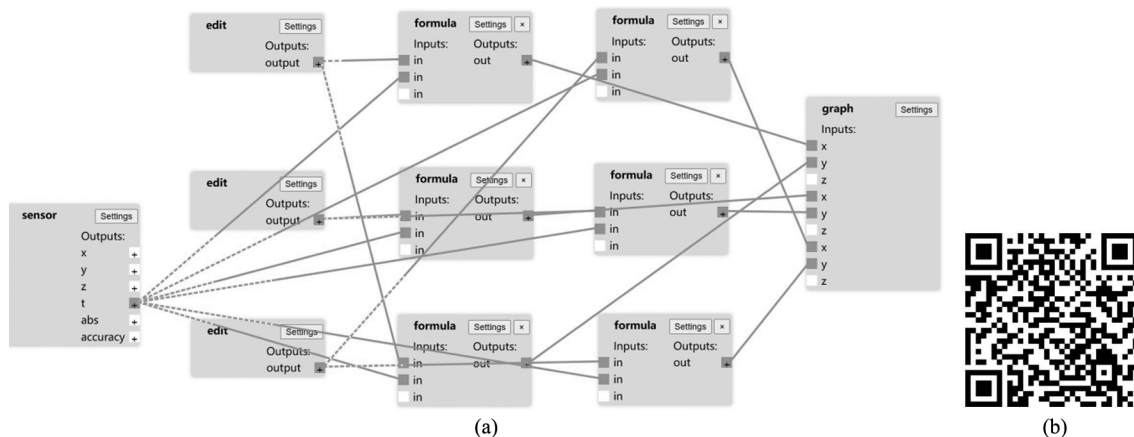 edit Settings
Outputs:
output +
formula Settings ×
Inputs: Outputs:
in out +
in
in
formula Settings ×
Inputs: Outputs:
in out +
in
in
graph Settings
Inputs:
x
y
z
x
y
z
x
y
z
edit Settings
Outputs:
output +
formula Settings ×
Inputs: Outputs:
in out +
in
in
formula Settings ×
Inputs: Outputs:
in out +
in
in
sensor Settings
Outputs:
x +
y +
z +
t +
abs +
accuracy +
edit Settings
Outputs:
output +
formula Settings ×
Inputs: Outputs:
in out +
in
in
formula Settings ×
Inputs: Outputs:
in out +
in
in
(a) (b)